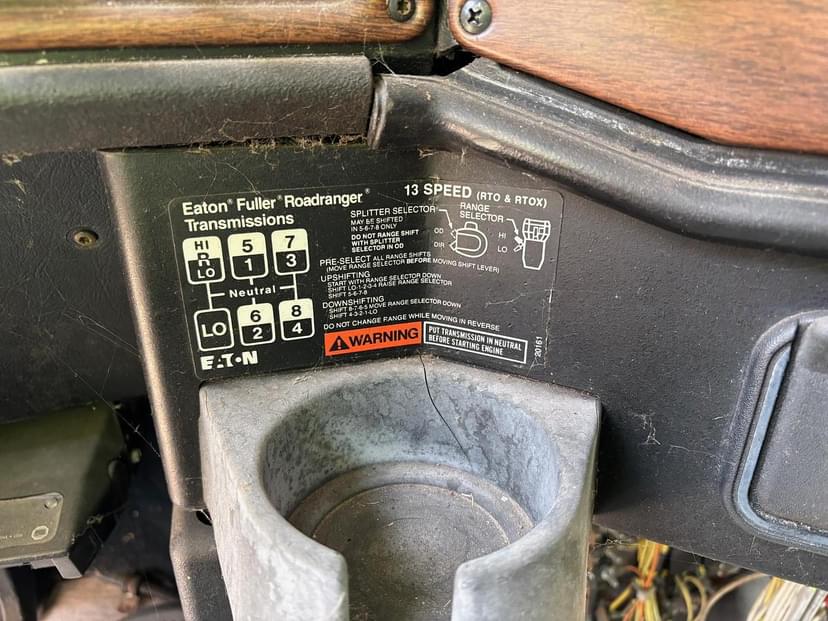 Eaton® Fuller® Roadranger®
Transmissions
13 SPEED (RTO & RTOX)
HI
R
LO
5
1
7
3
Neutral
LO
6
2
8
4
EATON
SPLITTER SELECTOR
MAY BE SHIFTED
IN 5-6-7-8 ONLY
DO NOT RANGE SHIFT
WITH SPLITTER
SELECTOR IN OD
OD
DIR
RANGE
SELECTOR
HI
LO
PRE-SELECT ALL RANGE SHIFTS
(MOVE RANGE SELECTOR BEFORE MOVING SHIFT LEVER)
UPSHIFTING
START WITH RANGE SELECTOR DOWN
SHIFT LO-1-2-3-4 RAISE RANGE SELECTOR
SHIFT 5-6-7-8
DOWNSHIFTING
SHIFT 8-7-6-5 MOVE RANGE SELECTOR DOWN
SHIFT 4-3-2-1-LO
DO NOT CHANGE RANGE WHILE MOVING IN REVERSE
WARNING
PUT TRANSMISSION IN NEUTRAL
BEFORE STARTING ENGINE
20161